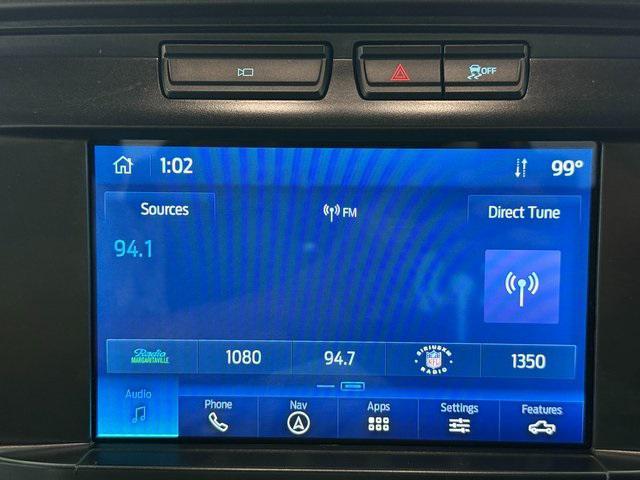 OFF
1:02
99°
Sources
FM
Direct Tune
94.1
Radio
MARGARITAVILLE
1080
94.7
SIRIUSXM
NFL
RADIO
1350
Audio
Phone
Nav
Apps
Settings
Features